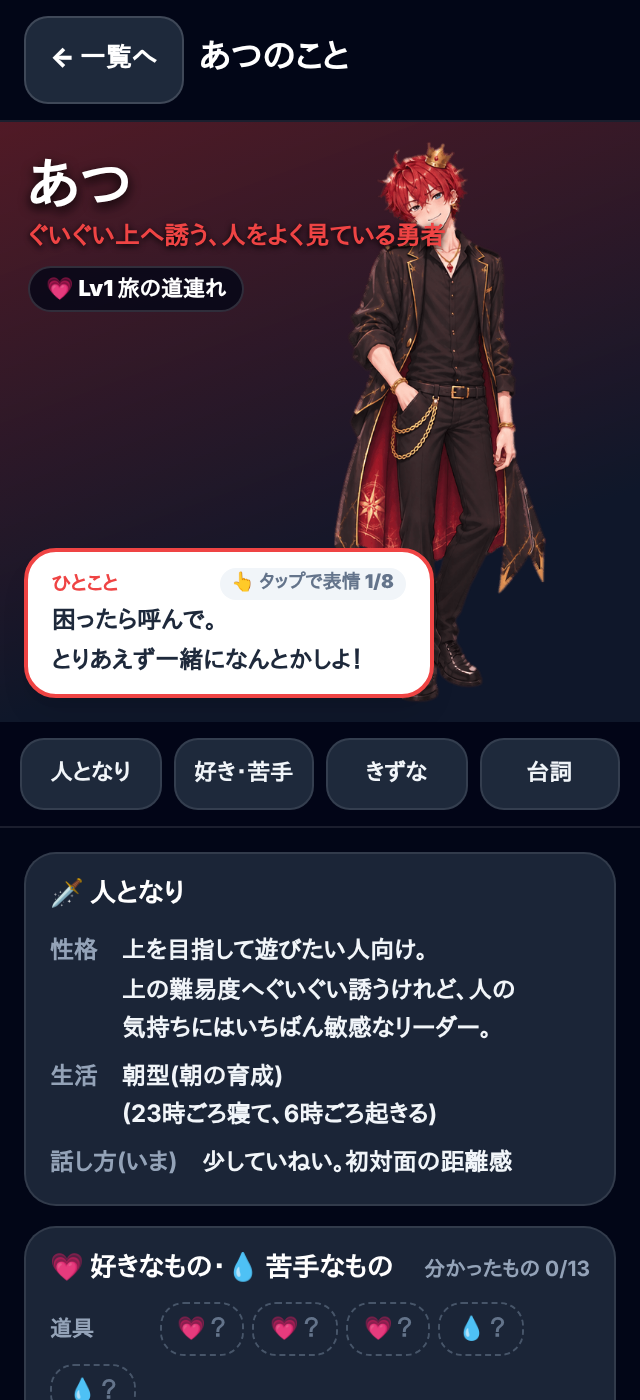 ← 一覧へ あつのこと
あつ
ぐいぐい上へ誘う、人をよく見ている勇者
💗 Lv1 旅の道連れ
ひとこと 👆 タップで表情 1/8
困ったら呼んで。
とりあえず一緒になんとかしよ！
人となり 好き・苦手 きずな 台詞
🗡️ 人となり
性格 上を目指して遊びたい人向け。
上の難易度へぐいぐい誘うけれど、人の
気持ちにはいちばん敏感なリーダー。
生活 朝型(朝の育成)
(23時ごろ寝て、6時ごろ起きる)
話し方(いま) 少していねい。初対面の距離感
💗 好きなもの・💧 苦手なもの 分かったもの 0/13
道具 💗？ 💗？ 💗？ 💧？
💧？